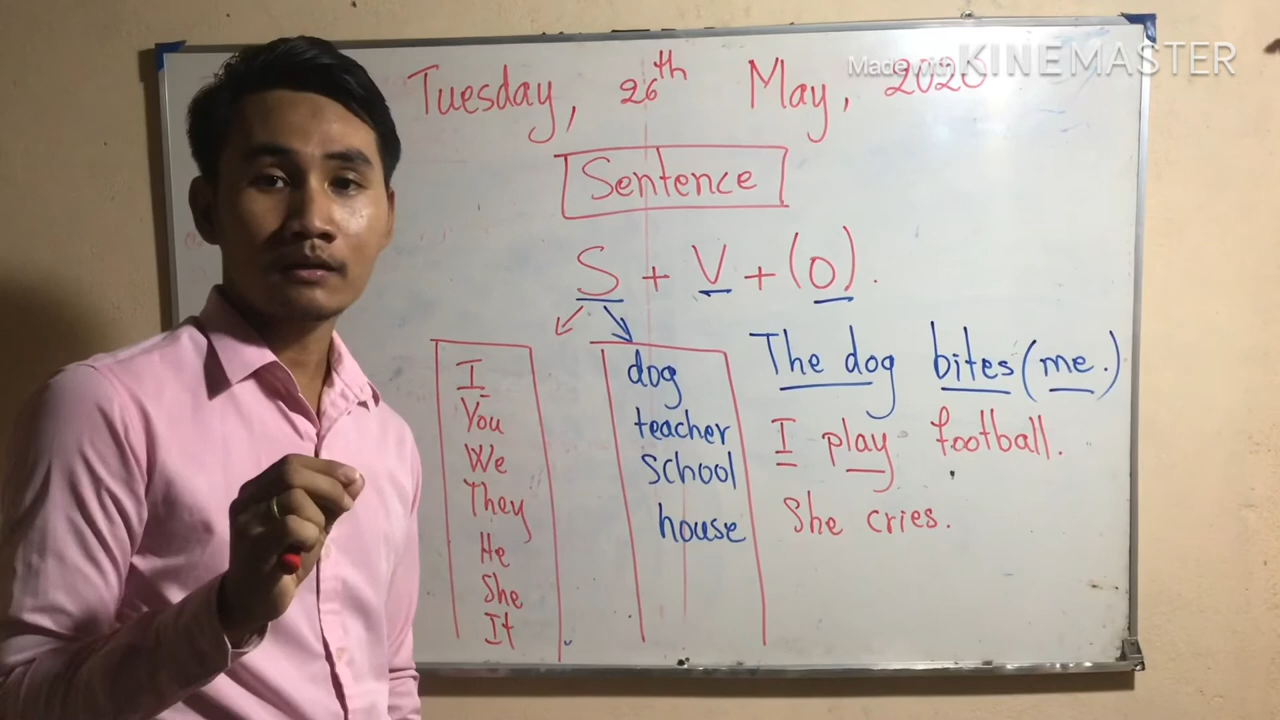 Tuesday, 26th May, 2020
Made with KINEMASTER
Sentence
S + V + (O).
I
You
We
They
He
She
It
dog
teacher
school
house
The dog bites (me.)
I play football.
She cries.